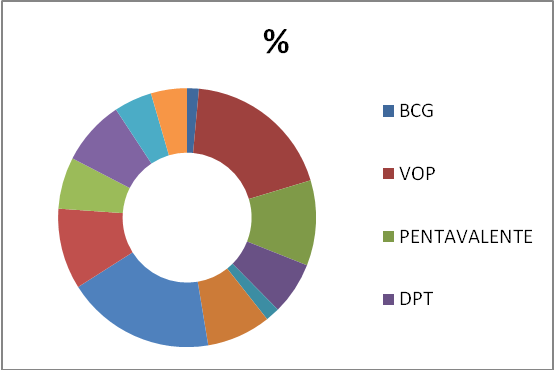 %
BCG
VOP
PENTAVALENTE
DPT